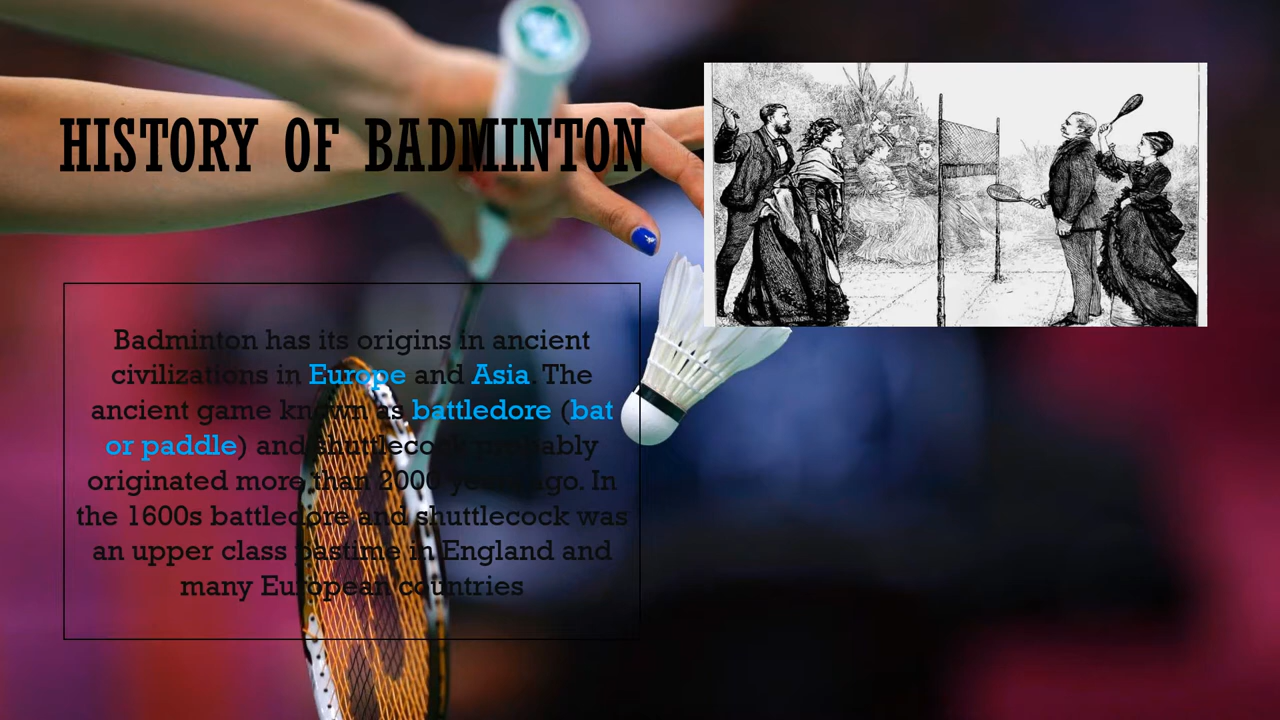 HISTORY OF BADMINTON
Badminton has its origins in ancient
civilizations in Europe and Asia. The
ancient game known as battledore (bat
or paddle) and shuttlecock probably
originated more than 2000 years ago. In
the 1600s battledore and shuttlecock was
an upper class pastime in England and
many European countries